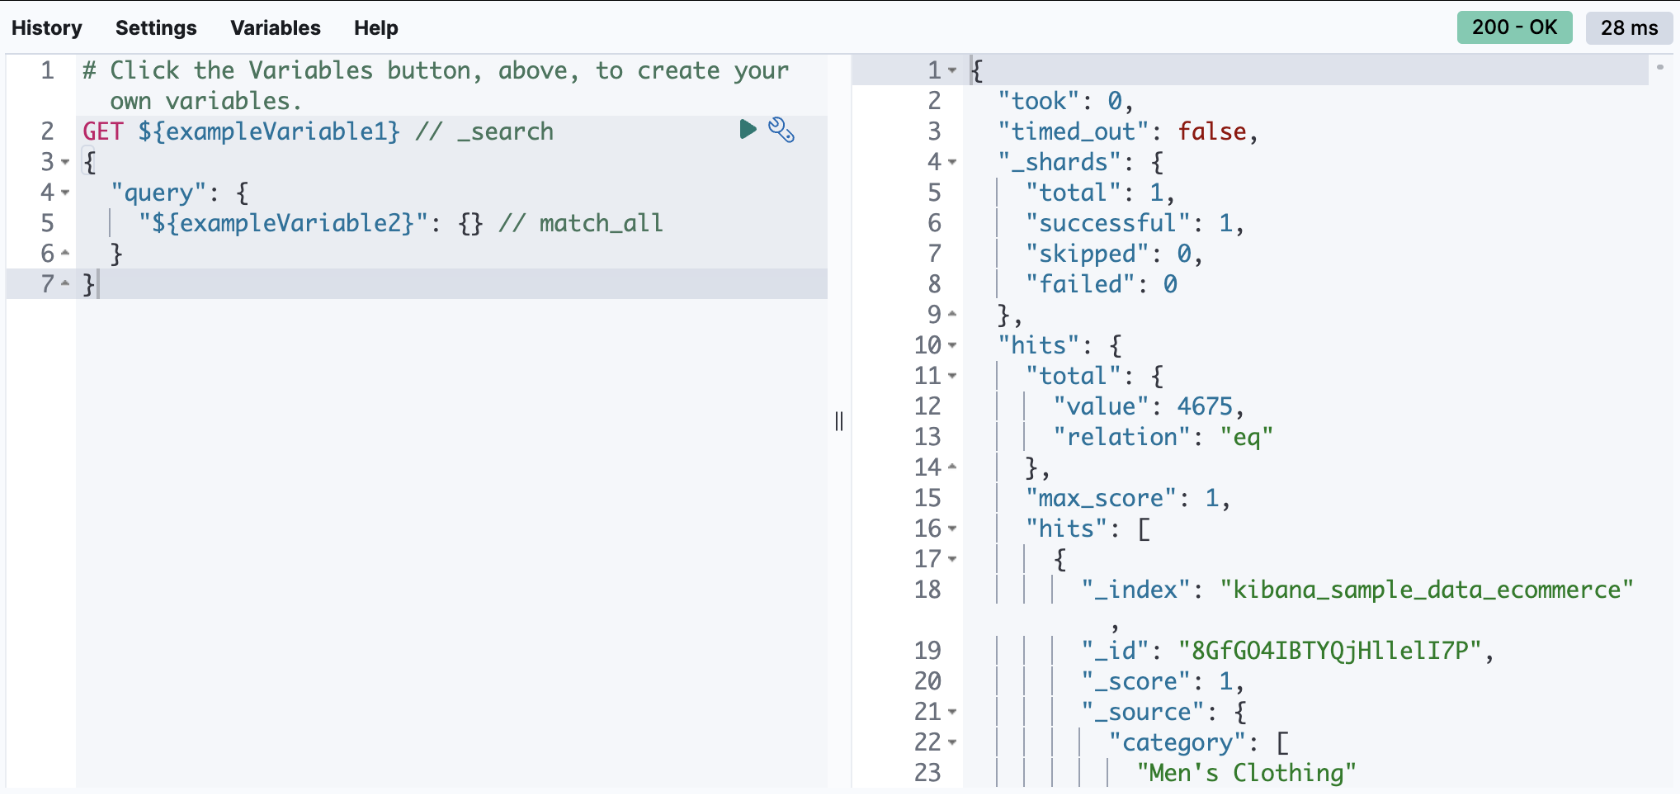 History Settings Variables Help 200 - OK 28 ms
1 # Click the Variables button, above, to create your
own variables.
2 GET ${exampleVariable1} // _search
3 {
4 "query": {
5 "${exampleVariable2}": {} // match_all
6 }
7 }
1 {
2 "took": 0,
3 "timed_out": false,
4 "_shards": {
5 "total": 1,
6 "successful": 1,
7 "skipped": 0,
8 "failed": 0
9 },
10 "hits": {
11 "total": {
12 "value": 4675,
13 "relation": "eq"
14 },
15 "max_score": 1,
16 "hits": [
17 {
18 "_index": "kibana_sample_data_ecommerce"
,
19 "_id": "8GfGO4IBTYQjHllelI7P",
20 "_score": 1,
21 "_source": {
22 "category": [
23 "Men's Clothing"